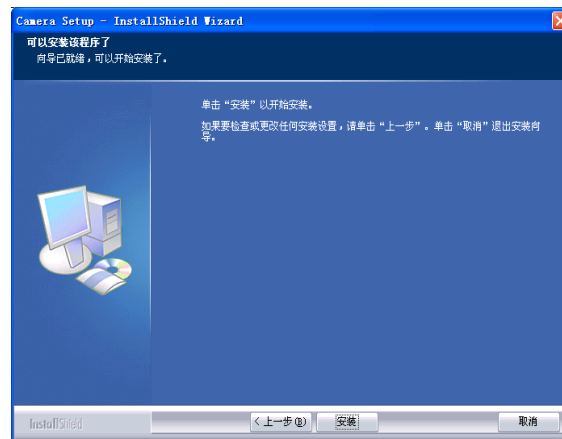 Camera Setup - InstallShield Wizard
可以安装该程序了
向导已就绪，可以开始安装了。
单击“安装”以开始安装。
如果要检查或更改任何安装设置，请单击“上一步”。单击“取消”退出安装向
导。
InstallShield
< 上一步(B)
安装
取消